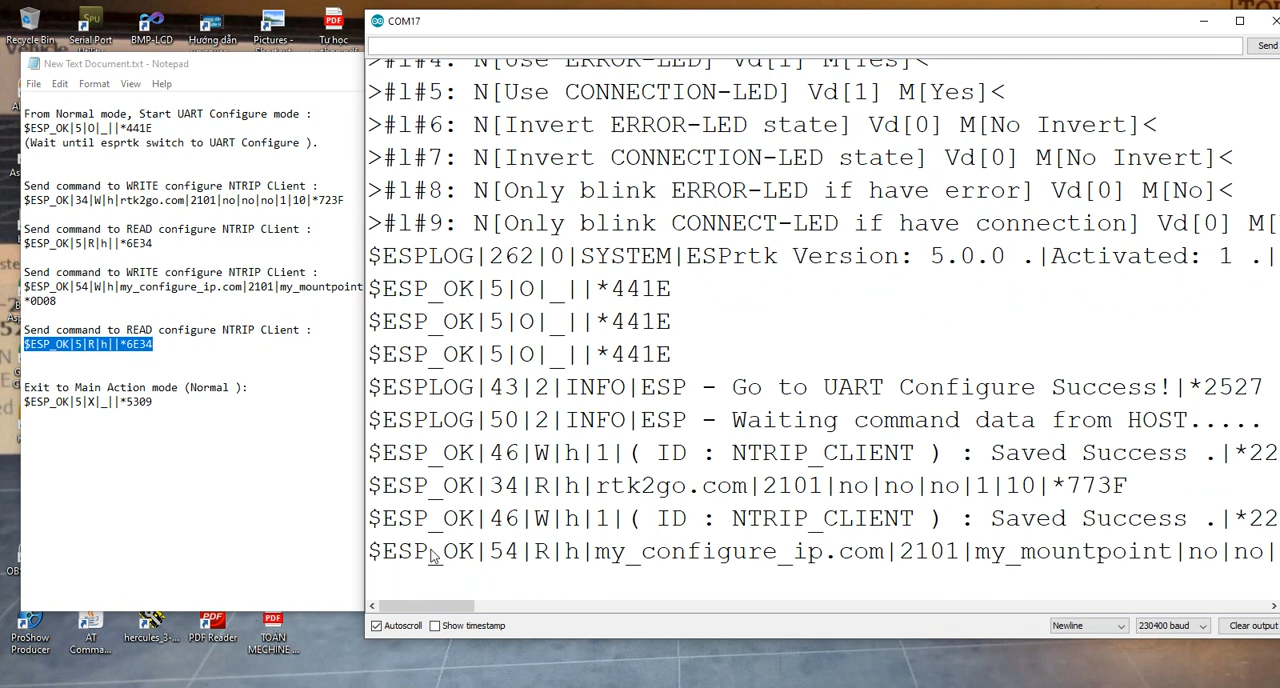 Recycle Bin
Serial Port
BMP-LCD
Hướng dẫn
Pictures -
Tự học
New Text Document.txt - Notepad
File Edit Format View Help
From Normal mode, Start UART Configure mode :
$ESP_OK|5|O|_||*441E
(Wait until esprtk switch to UART Configure ).
Send command to WRITE configure NTRIP CLient :
$ESP_OK|34|W|h|rtk2go.com|2101|no|no|no|1|10|*723F
Send command to READ configure NTRIP CLient :
$ESP_OK|5|R|h||*6E34
Send command to WRITE configure NTRIP CLient :
$ESP_OK|54|W|h|my_configure_ip.com|2101|my_mountpoint
*0D08
Send command to READ configure NTRIP CLient :
$ESP_OK|5|R|h||*6E34
Exit to Main Action mode (Normal ):
$ESP_OK|5|X|_||*5309
COM17
Send
>#l#4: N[Use ERROR-LED] Vd[1] M[Yes]<
>#l#5: N[Use CONNECTION-LED] Vd[1] M[Yes]<
>#l#6: N[Invert ERROR-LED state] Vd[0] M[No Invert]<
>#l#7: N[Invert CONNECTION-LED state] Vd[0] M[No Invert]<
>#l#8: N[Only blink ERROR-LED if have error] Vd[0] M[No]<
>#l#9: N[Only blink CONNECT-LED if have connection] Vd[0] M[
$ESPLOG|262|0|SYSTEM|ESPrtk Version: 5.0.0 .|Activated: 1 .|
$ESP_OK|5|O|_||*441E
$ESP_OK|5|O|_||*441E
$ESP_OK|5|O|_||*441E
$ESPLOG|43|2|INFO|ESP - Go to UART Configure Success!|*2527
$ESPLOG|50|2|INFO|ESP - Waiting command data from HOST.....
$ESP_OK|46|W|h|1|( ID : NTRIP_CLIENT ) : Saved Success .|*22
$ESP_OK|34|R|h|rtk2go.com|2101|no|no|no|1|10|*773F
$ESP_OK|46|W|h|1|( ID : NTRIP_CLIENT ) : Saved Success .|*22
$ESP_OK|54|R|h|my_configure_ip.com|2101|my_mountpoint|no|no|
Autoscroll Show timestamp Newline 230400 baud Clear output
ProShow
Producer
AT
Comma...
hercules_3-...
PDF Reader
TOAN
MECHINE ...